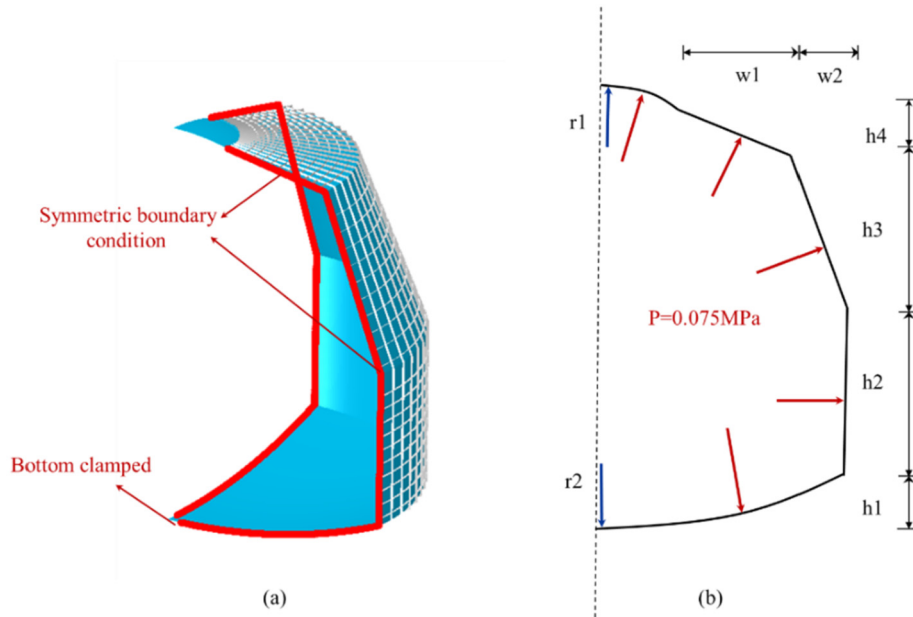 Symmetric boundary
condition
Bottom clamped
(a)
w1
w2
r1
h4
h3
P=0.075MPa
h2
r2
h1
(b)